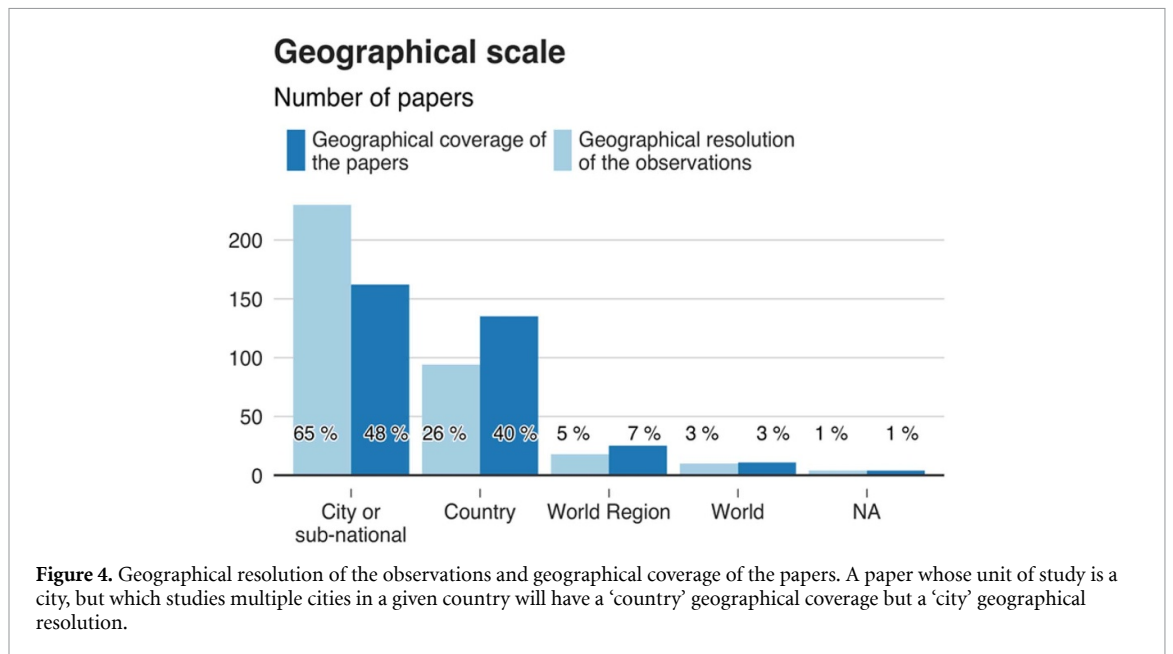 Geographical scale
Number of papers
Geographical coverage of
the papers
Geographical resolution
of the observations
200
150
100
50
0
65 %
48 %
26 %
40 %
5 %
7 %
3 %
3 %
1 %
1 %
City or
sub-national
Country
World Region
World
NA
Figure 4. Geographical resolution of the observations and geographical coverage of the papers. A paper whose unit of study is a
city, but which studies multiple cities in a given country will have a ‘country’ geographical coverage but a ‘city’ geographical
resolution.